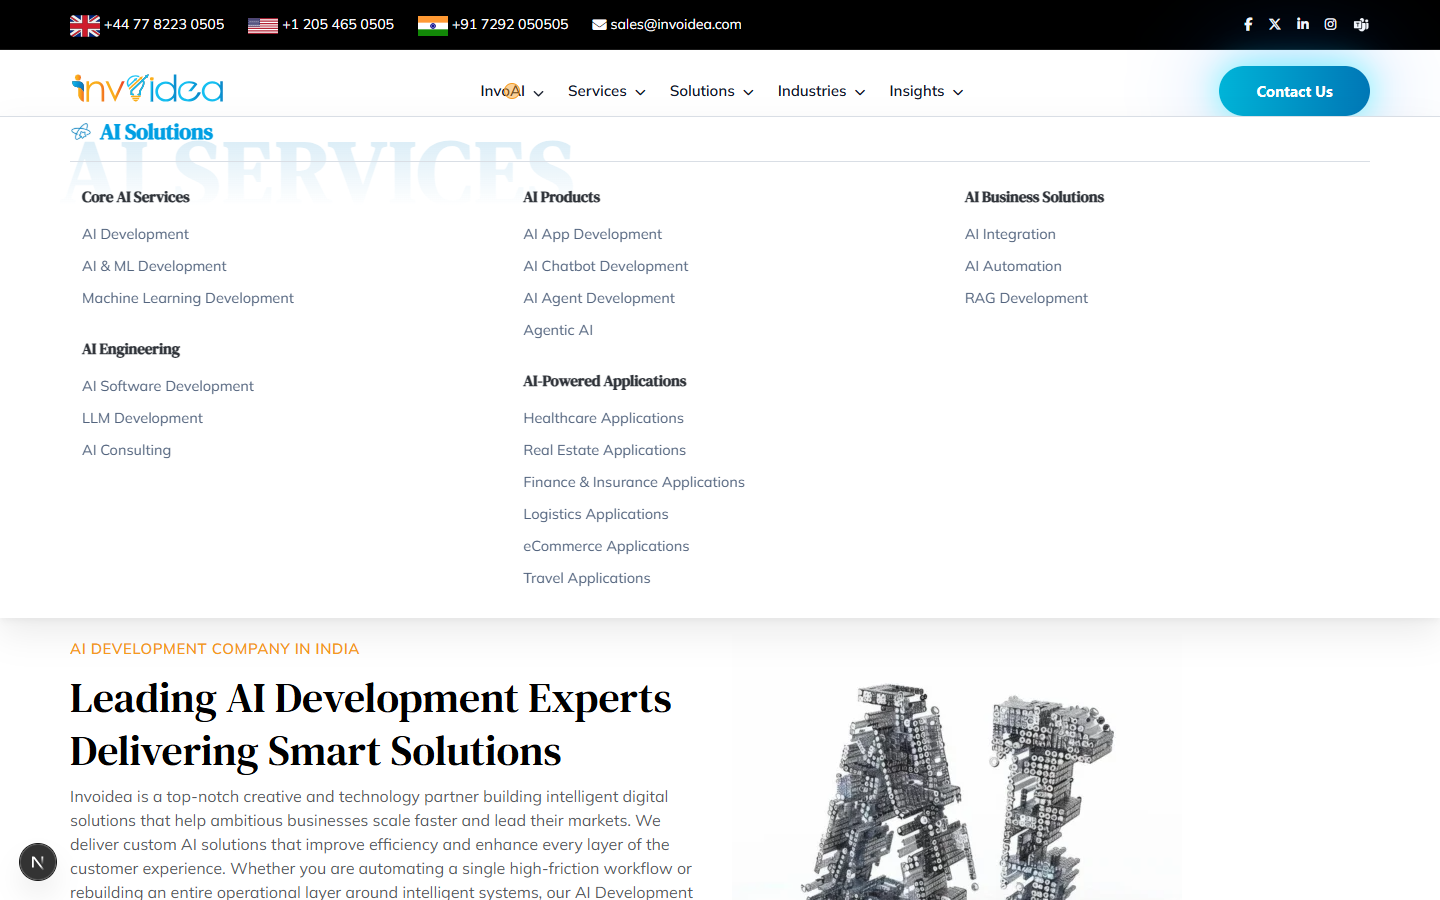 +44 77 8223 0505 +1 205 465 0505 +91 7292 050505 sales@invoidea.com
invoidea InvoAI Services Solutions Industries Insights Contact Us
AI Solutions
AI SERVICES
Core AI Services
AI Development
AI & ML Development
Machine Learning Development
AI Engineering
AI Software Development
LLM Development
AI Consulting
AI Products
AI App Development
AI Chatbot Development
AI Agent Development
Agentic AI
AI-Powered Applications
Healthcare Applications
Real Estate Applications
Finance & Insurance Applications
Logistics Applications
eCommerce Applications
Travel Applications
AI Business Solutions
AI Integration
AI Automation
RAG Development
AI DEVELOPMENT COMPANY IN INDIA
Leading AI Development Experts
Delivering Smart Solutions
Invoidea is a top-notch creative and technology partner building intelligent digital
solutions that help ambitious businesses scale faster and lead their markets. We
deliver custom AI solutions that improve efficiency and enhance every layer of the
customer experience. Whether you are automating a single high-friction workflow or
rebuilding an entire operational layer around intelligent systems, our AI Development
N